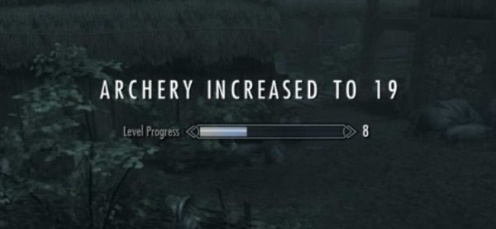 ARCHERY INCREASED TO 19
Level Progress 8